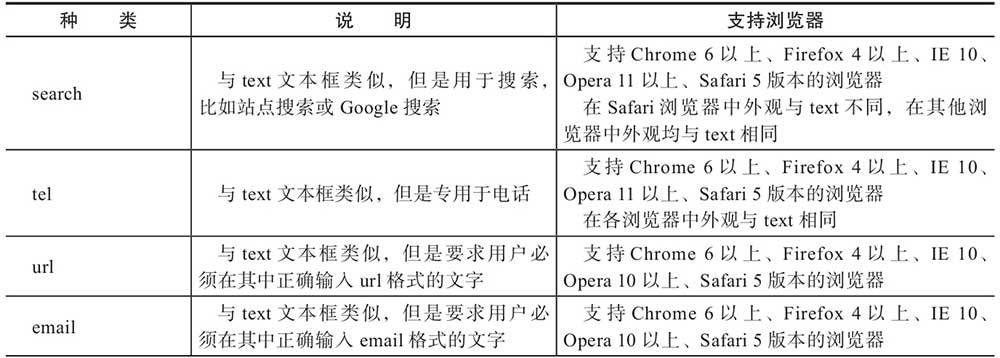 种 类 说 明 支持浏览器
search
与 text 文本框类似，但是用于搜索，
比如站点搜索或 Google 搜索
支持 Chrome 6 以上、Firefox 4 以上、IE 10、
Opera 11 以上、Safari 5 版本的浏览器
在 Safari 浏览器中外观与 text 不同，在其他浏
览器中外观均与 text 相同
tel
与 text 文本框类似，但是专用于电话
支持 Chrome 6 以上、Firefox 4 以上、IE 10、
Opera 11 以上、Safari 5 版本的浏览器
在各浏览器中外观与 text 相同
url
与 text 文本框类似，但是要求用户必
须在其中正确输入 url 格式的文字
支持 Chrome 6 以上、Firefox 4 以上、IE 10、
Opera 10 以上、Safari 5 版本的浏览器
email
与 text 文本框类似，但是要求用户必
须在其中正确输入 email 格式的文字
支持 Chrome 6 以上、Firefox 4 以上、IE 10、
Opera 10 以上、Safari 5 版本的浏览器